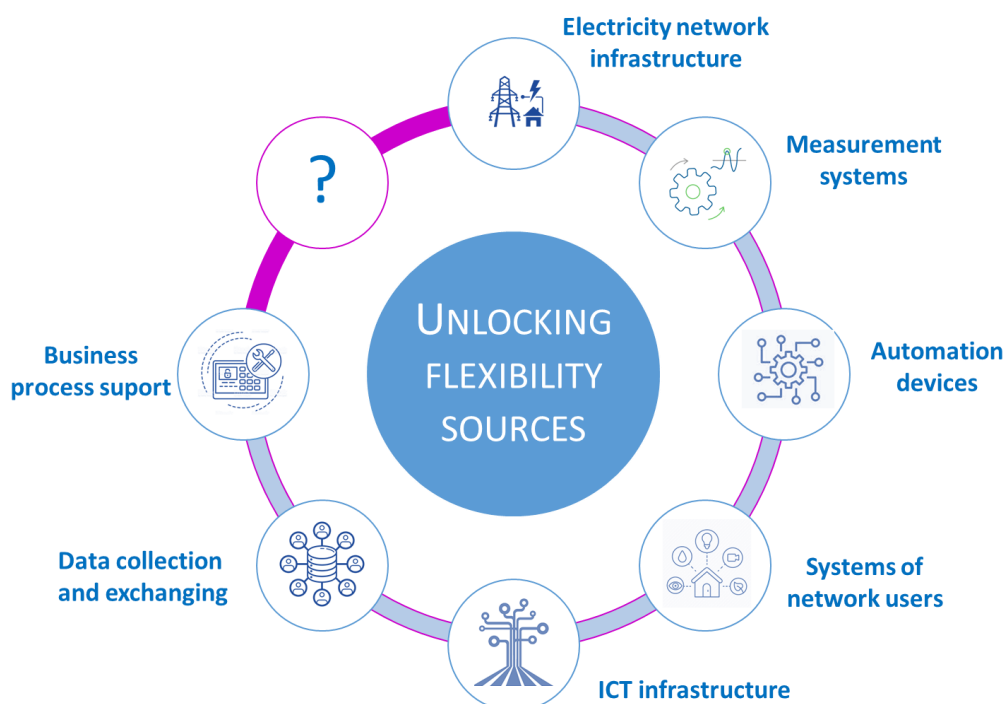 Electricity network
infrastructure
Measurement
systems
?
UNLOCKING
FLEXIBILITY
SOURCES
Business
process suport
Automation
devices
Data collection
and exchanging
Systems of
network users
ICT infrastructure